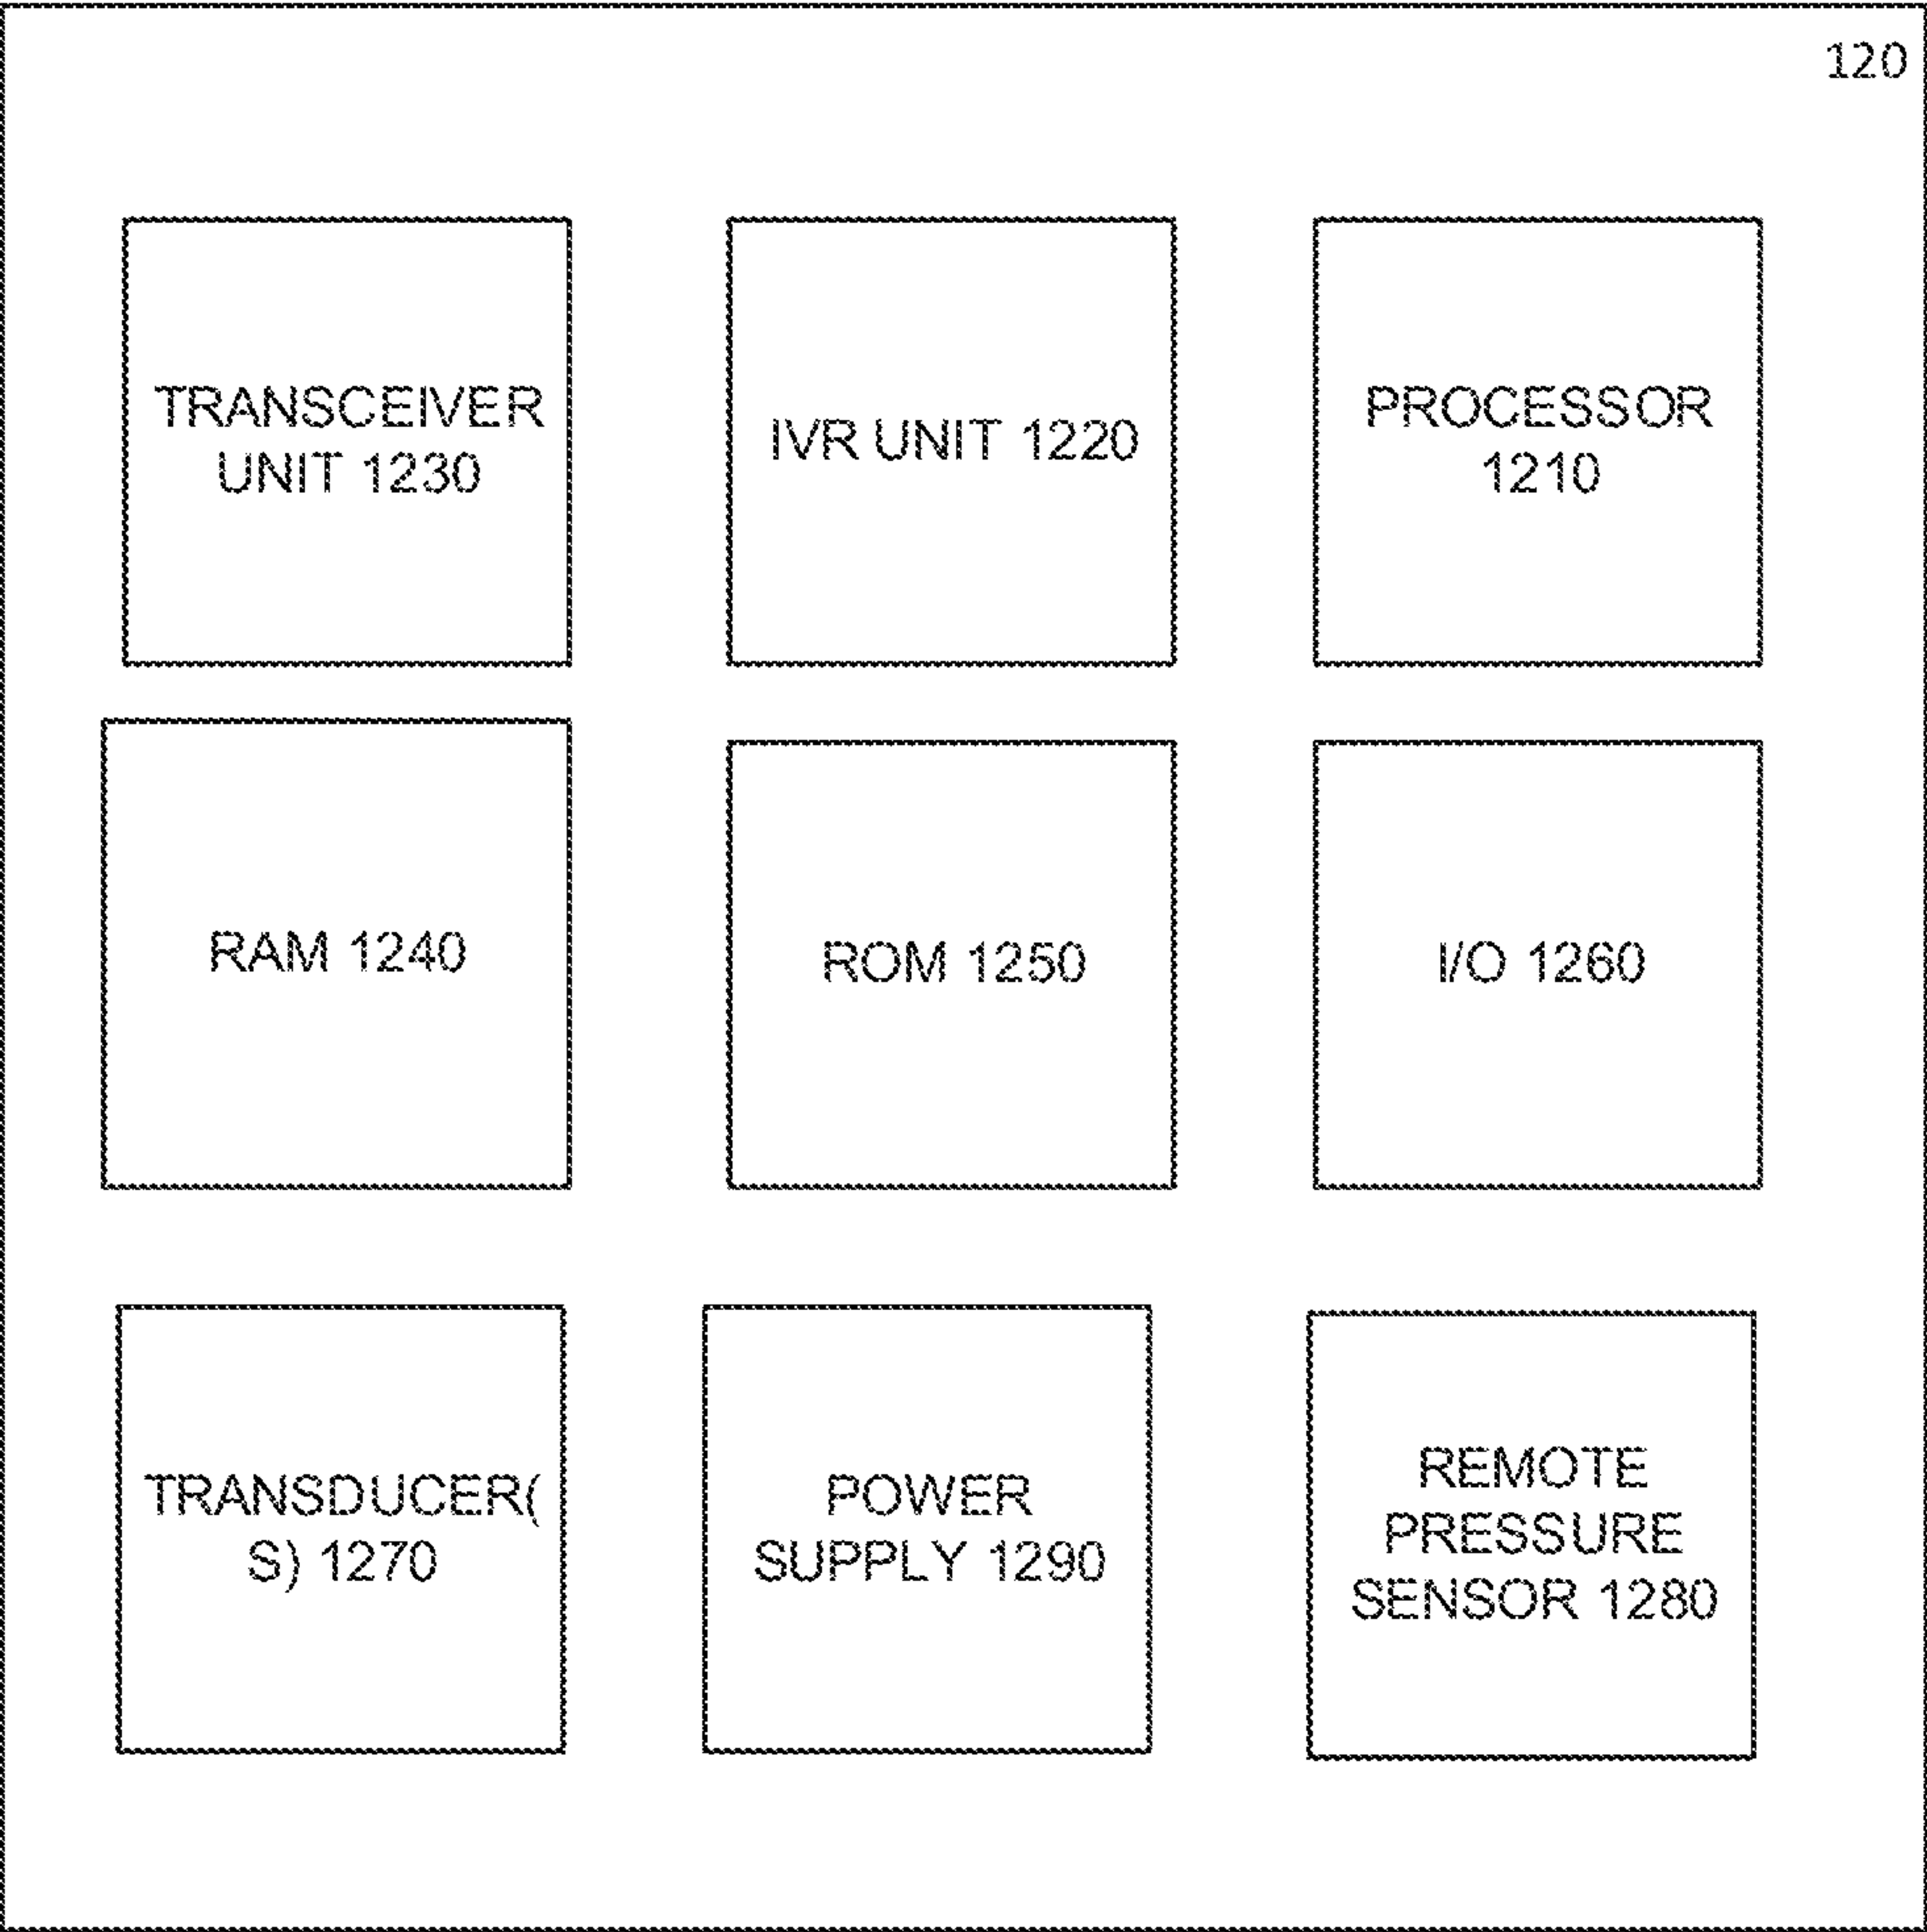 120
TRANSCEIVER
UNIT 1230
IVR UNIT 1220
PROCESSOR
1210
RAM 1240
ROM 1250
I/O 1260
TRANSDUCER(
S) 1270
POWER
SUPPLY 1290
REMOTE
PRESSURE
SENSOR 1280